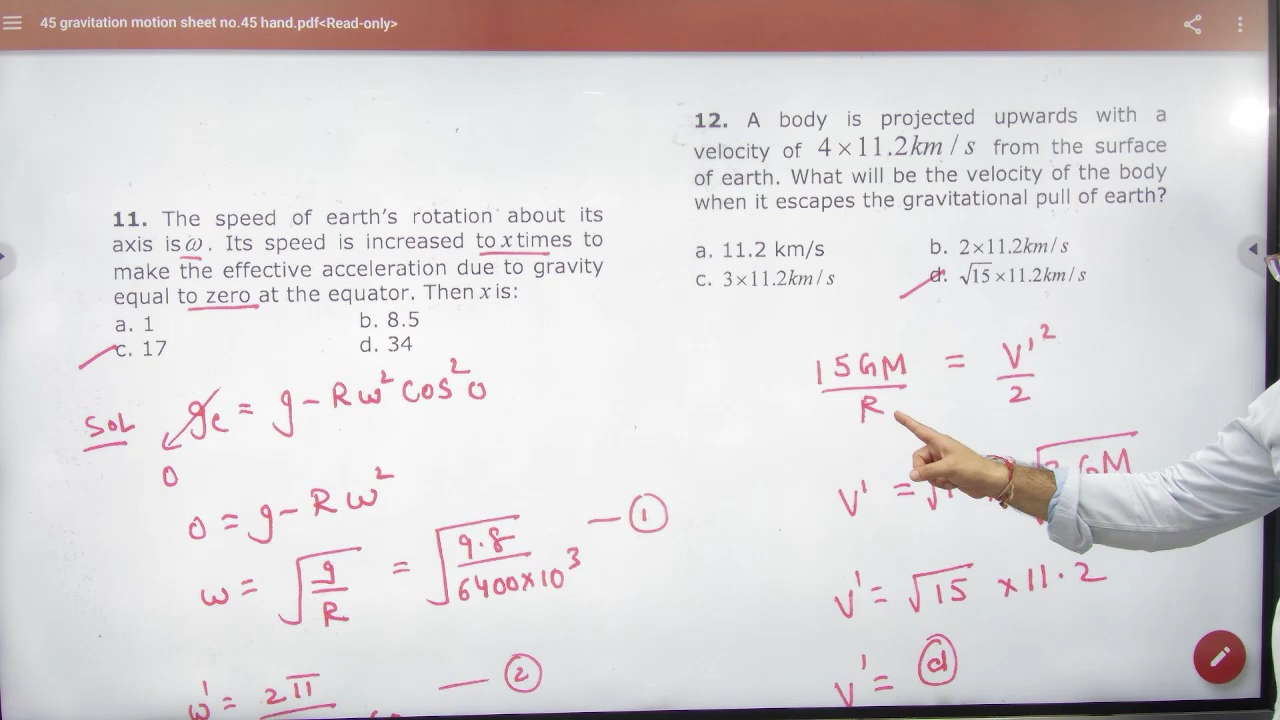 45 gravitation motion sheet no.45 hand.pdf<Read-only>
11. The speed of earth's rotation about its
axis is ω. Its speed is increased to x times to
make the effective acceleration due to gravity
equal to zero at the equator. Then x is:
a. 1 b. 8.5
c. 17 d. 34
SOL ge = g - Rω² cos² 0
0
0 = g - Rω²
ω = √(g/R) = √(9.8/6400×10³) — ①
ω' = 2π — ②
12. A body is projected upwards with a
velocity of 4×11.2km/s from the surface
of earth. What will be the velocity of the body
when it escapes the gravitational pull of earth?
a. 11.2 km/s b. 2×11.2km/s
c. 3×11.2km/s d. √15×11.2km/s
15GM/R = V'²/2
V' = GM
V' = √15 × 11.2
V' = ⓓ